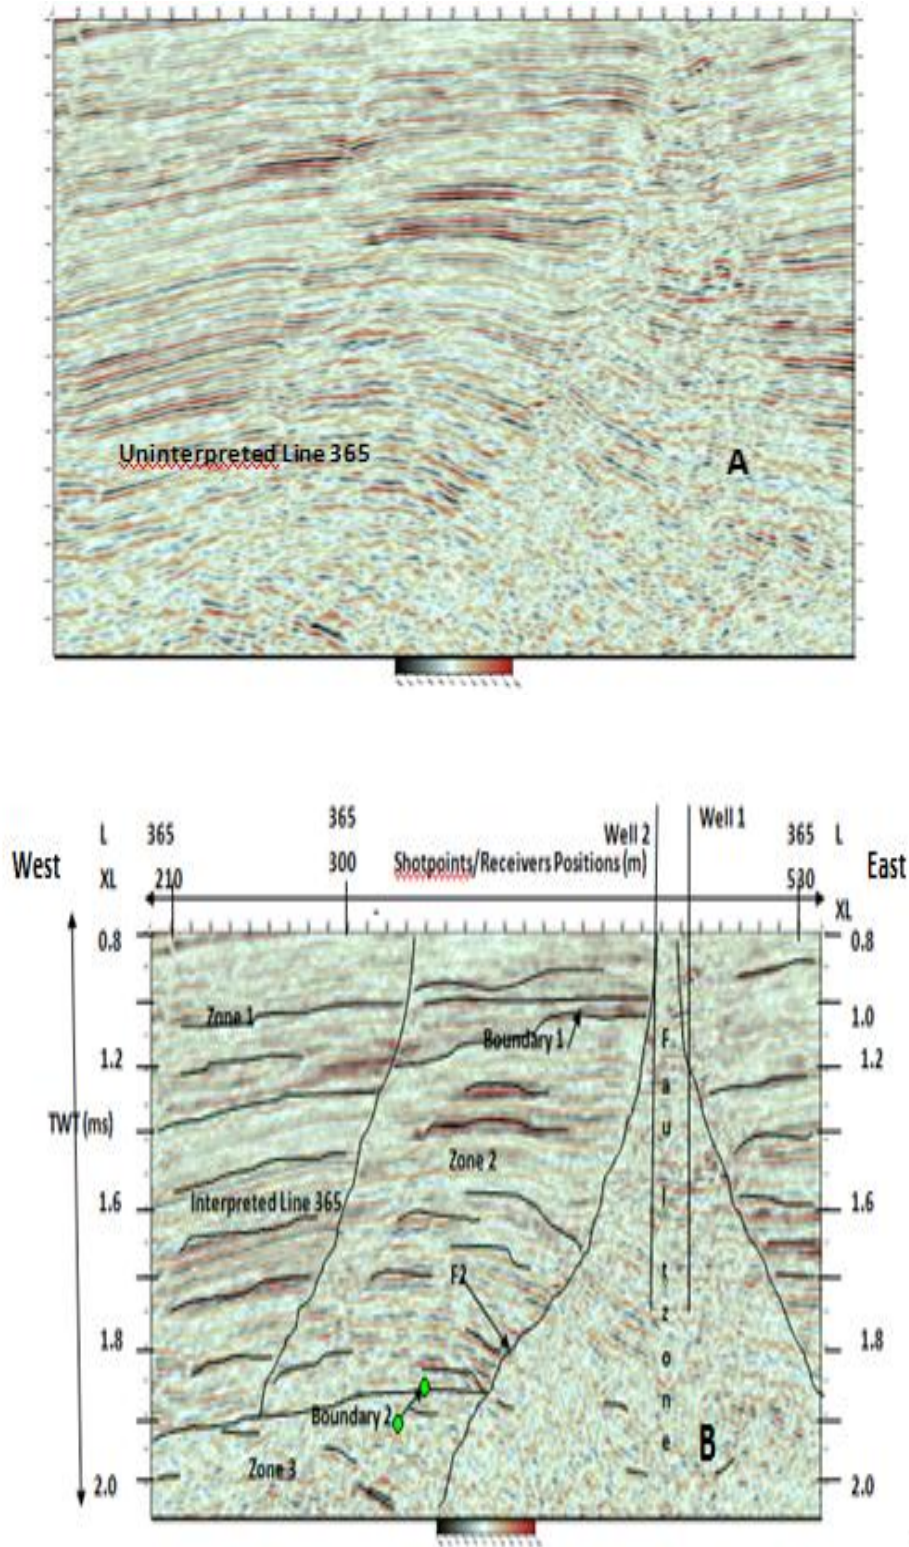 Uninterpreted Line 365
A
365
L 365 Well 2 Well 1 365 L
West 300 Shotpoints/Receivers Positions (m) East
XL 210 530
XL
0.8 0.8
Zone 1 1.0
Boundary 1 F
1.2 1.2
a
TWT (ms) u
Zone 2 l
Interpreted Line 365
1.6 1.6
t
F2
z
1.8 1.8
o
n
Boundary 2
e B
Zone 3
2.0 2.0